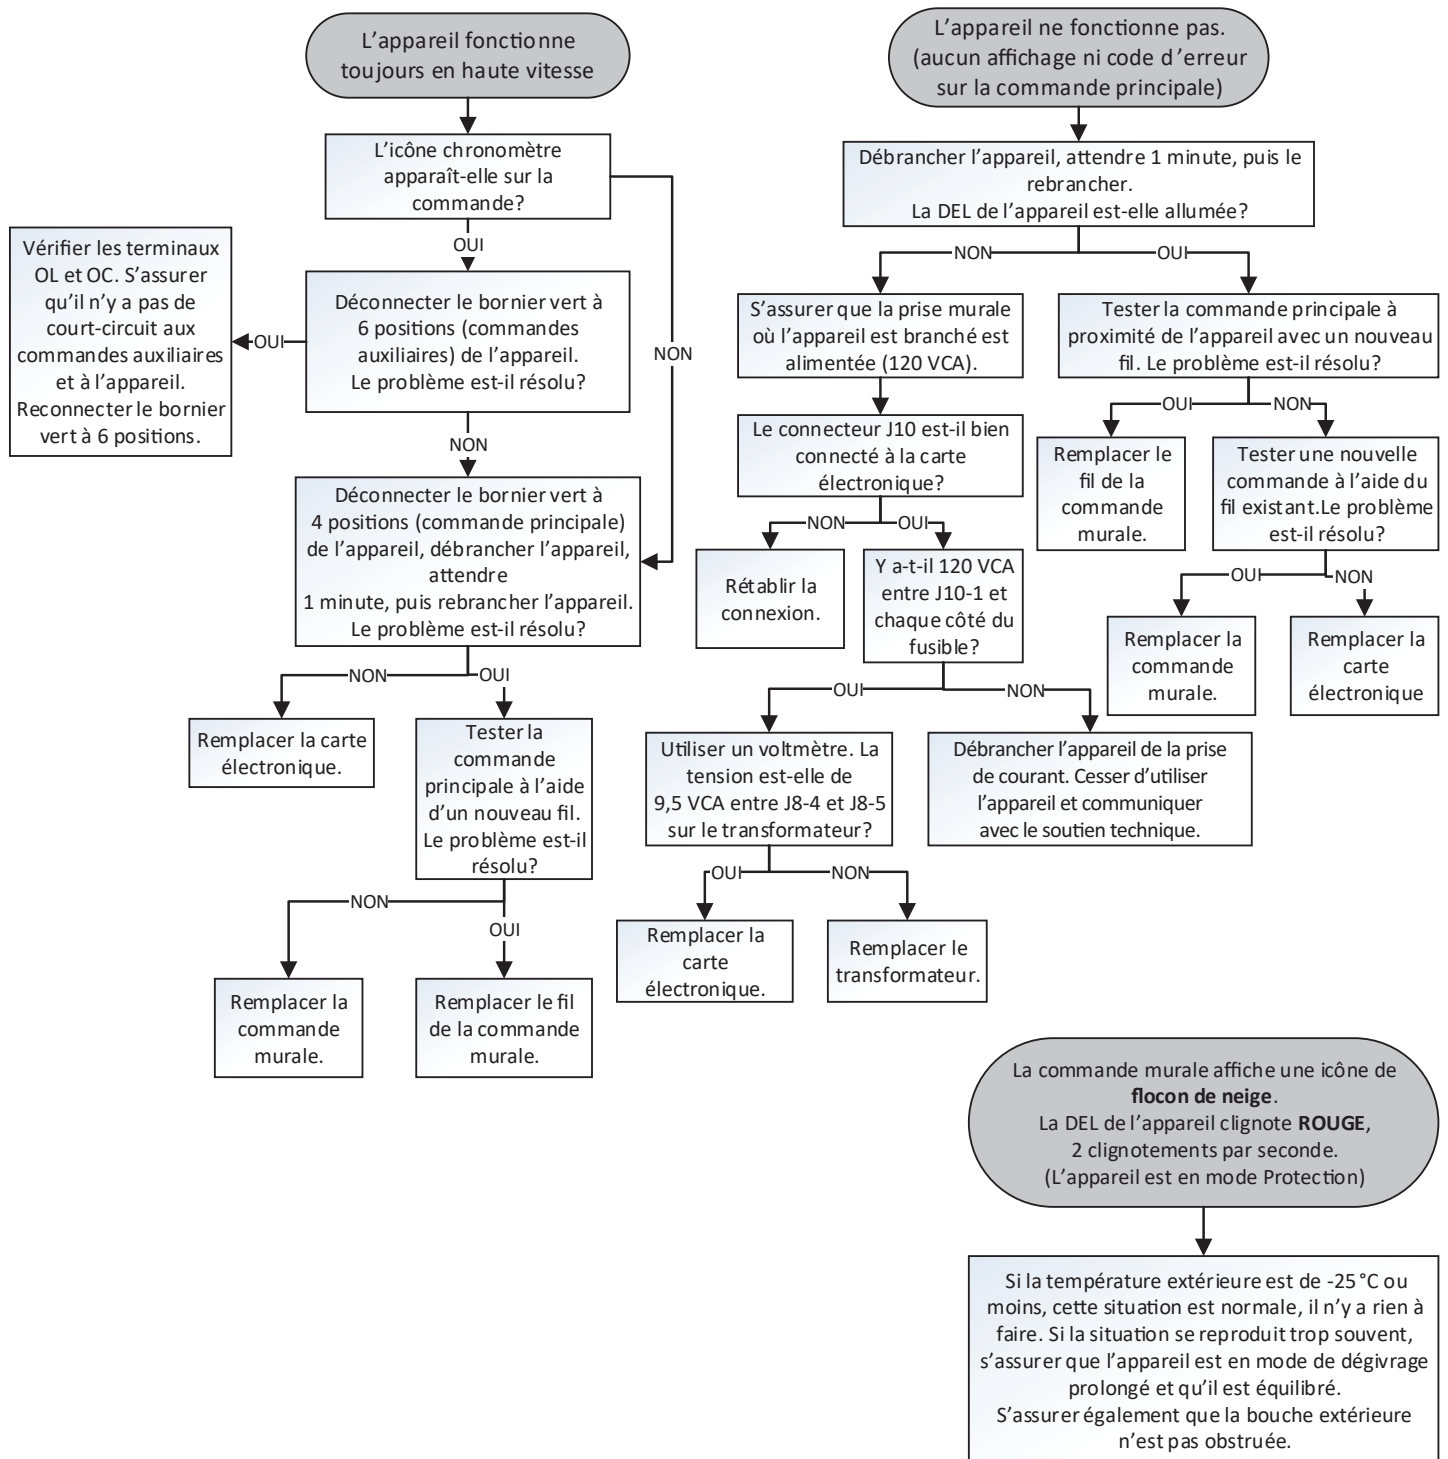 L'appareil fonctionne
toujours en haute vitesse
L'icône chronomètre
apparaît-elle sur la
commande?
OUI
NON
Déconnecter le bornier vert à
6 positions (commandes
auxiliaires) de l'appareil.
Le problème est-il résolu?
OUI
Vérifier les terminaux
OL et OC. S'assurer
qu'il n'y a pas de
court-circuit aux
commandes auxiliaires
et à l'appareil.
Reconnecter le bornier
vert à 6 positions.
NON
Déconnecter le bornier vert à
4 positions (commande principale)
de l'appareil, débrancher l'appareil,
attendre
1 minute, puis rebrancher l'appareil.
Le problème est-il résolu?
NON
OUI
Remplacer la carte
électronique.
Tester la
commande
principale à l'aide
d'un nouveau fil.
Le problème est-il
résolu?
NON
OUI
Remplacer la
commande
murale.
Remplacer le fil
de la commande
murale.
L'appareil ne fonctionne pas.
(aucun affichage ni code d'erreur
sur la commande principale)
Débrancher l'appareil, attendre 1 minute, puis le
rebrancher.
La DEL de l'appareil est-elle allumée?
NON
OUI
S'assurer que la prise murale
où l'appareil est branché est
alimentée (120 VCA).
Le connecteur J10 est-il bien
connecté à la carte
électronique?
NON
OUI
Rétablir la
connexion.
Y a-t-il 120 VCA
entre J10-1 et
chaque côté du
fusible?
OUI
NON
Utiliser un voltmètre. La
tension est-elle de
9,5 VCA entre J8-4 et J8-5
sur le transformateur?
Débrancher l'appareil de la prise
de courant. Cesser d'utiliser
l'appareil et communiquer
avec le soutien technique.
OUI
NON
Remplacer la
carte
électronique.
Remplacer le
transformateur.
Tester la commande principale à
proximité de l'appareil avec un nouveau
fil. Le problème est-il résolu?
OUI
NON
Remplacer le
fil de la
commande
murale.
Tester une nouvelle
commande à l'aide du
fil existant.Le problème
est-il résolu?
OUI
NON
Remplacer la
commande
murale.
Remplacer la
carte
électronique
La commande murale affiche une icône de
flocon de neige.
La DEL de l'appareil clignote ROUGE,
2 clignotements par seconde.
(L'appareil est en mode Protection)
Si la température extérieure est de -25 °C ou
moins, cette situation est normale, il n'y a rien à
faire. Si la situation se reproduit trop souvent,
s'assurer que l'appareil est en mode de dégivrage
prolongé et qu'il est équilibré.
S'assurer également que la bouche extérieure
n'est pas obstruée.